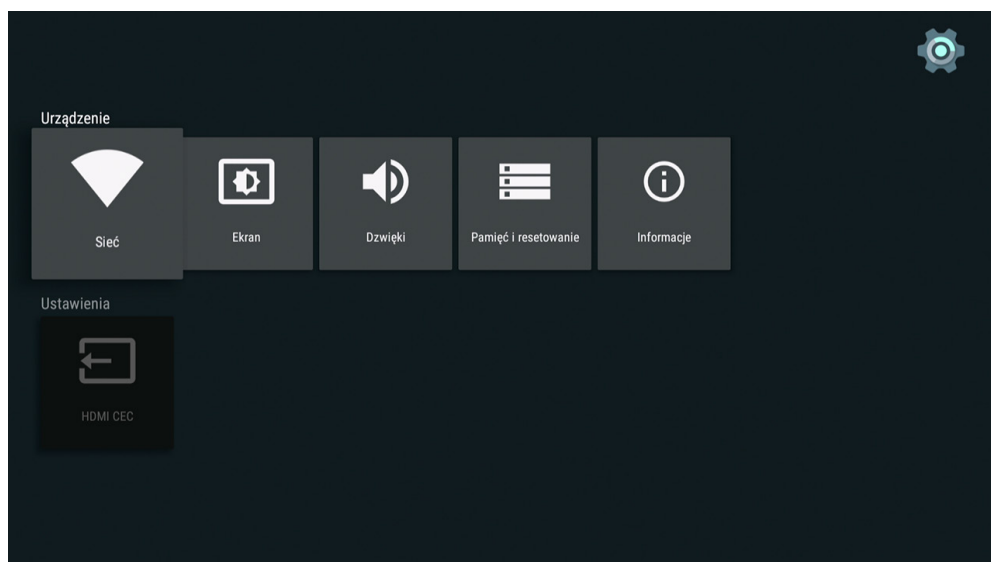 Urządzenie
Sieć
Ekran
Dzwięki
Pamięć i resetowanie
Informacje
Ustawienia
HDMI CEC